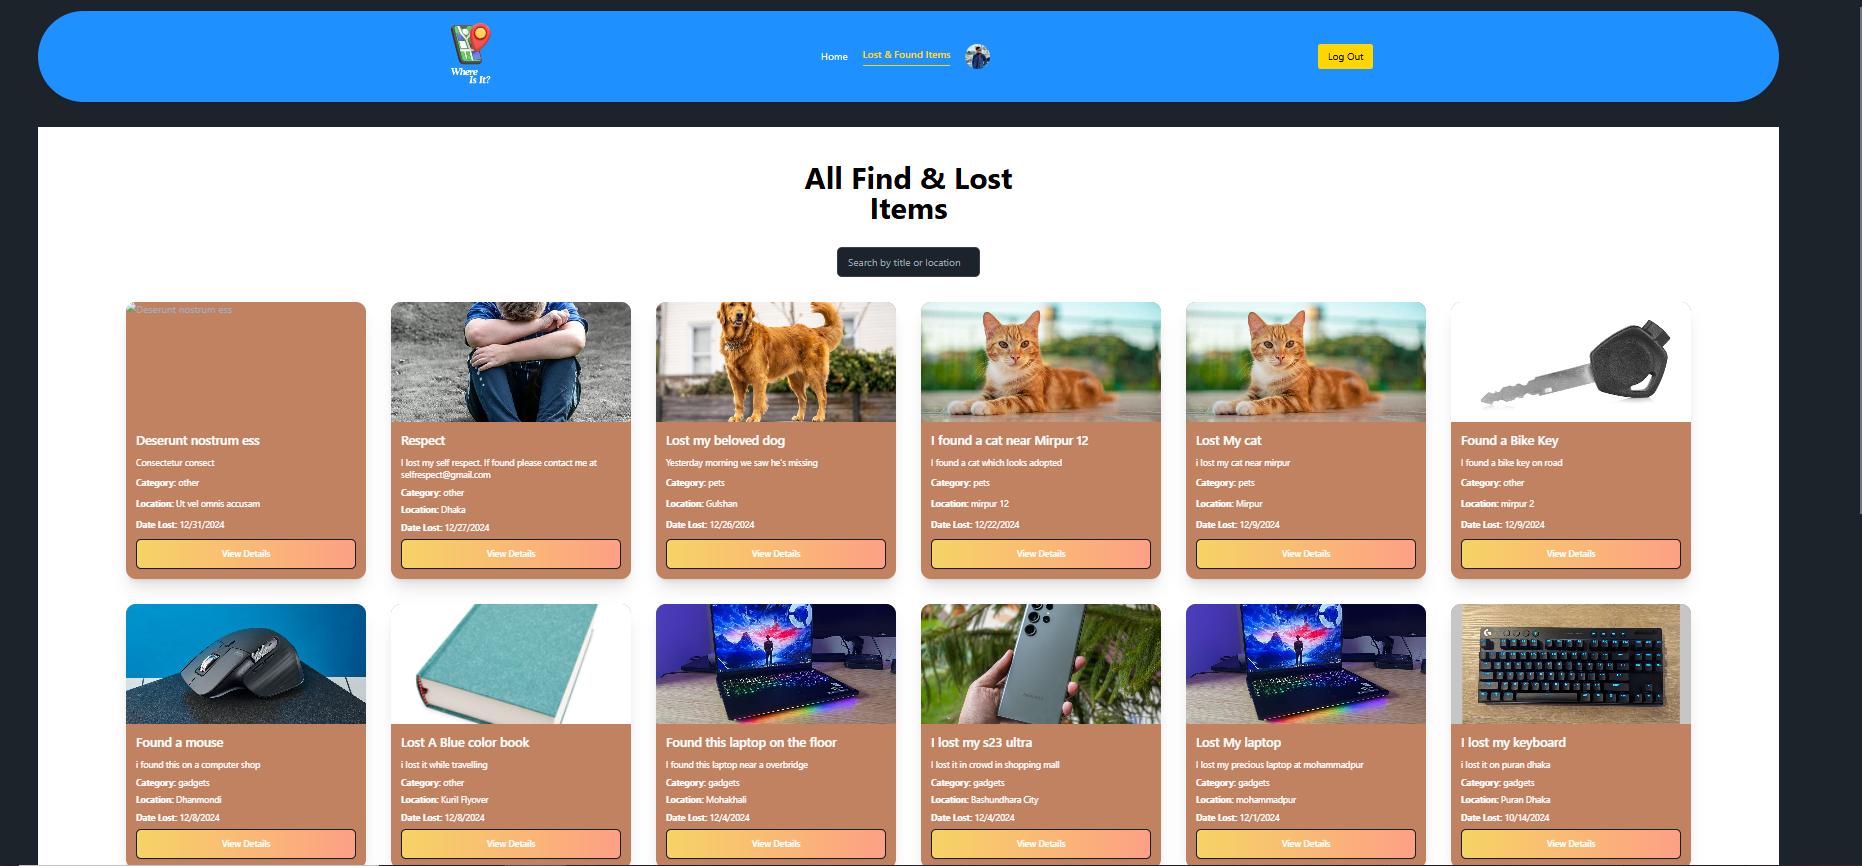 Where
Is It?
Home
Lost & Found Items
Log Out
All Find & Lost
Items
Search by title or location
Deserunt nostrum ess
Deserunt nostrum ess
Consectetur consect
Category: other
Location: Ut vel omnis accusam
Date Lost: 12/31/2024
View Details
Respect
I lost my self respect. If found please contact me at
selfrespect@gmail.com
Category: other
Location: Dhaka
Date Lost: 12/27/2024
View Details
Lost my beloved dog
Yesterday morning we saw he's missing
Category: pets
Location: Gulshan
Date Lost: 12/26/2024
View Details
I found a cat near Mirpur 12
I found a cat which looks adopted
Category: pets
Location: mirpur 12
Date Lost: 12/22/2024
View Details
Lost My cat
i lost my cat near mirpur
Category: pets
Location: Mirpur
Date Lost: 12/9/2024
View Details
Found a Bike Key
I found a bike key on road
Category: other
Location: mirpur 2
Date Lost: 12/9/2024
View Details
Found a mouse
i found this on a computer shop
Category: gadgets
Location: Dhanmondi
Date Lost: 12/8/2024
View Details
Lost A Blue color book
i lost it while travelling
Category: other
Location: Kuril Flyover
Date Lost: 12/8/2024
View Details
Found this laptop on the floor
I found this laptop near a overbridge
Category: gadgets
Location: Mohakhali
Date Lost: 12/4/2024
View Details
I lost my s23 ultra
I lost it in crowd in shopping mall
Category: gadgets
Location: Bashundhara City
Date Lost: 12/4/2024
View Details
Lost My laptop
I lost my precious laptop at mohammadpur
Category: gadgets
Location: mohammadpur
Date Lost: 12/1/2024
View Details
I lost my keyboard
i lost it on puran dhaka
Category: gadgets
Location: Puran Dhaka
Date Lost: 10/14/2024
View Details